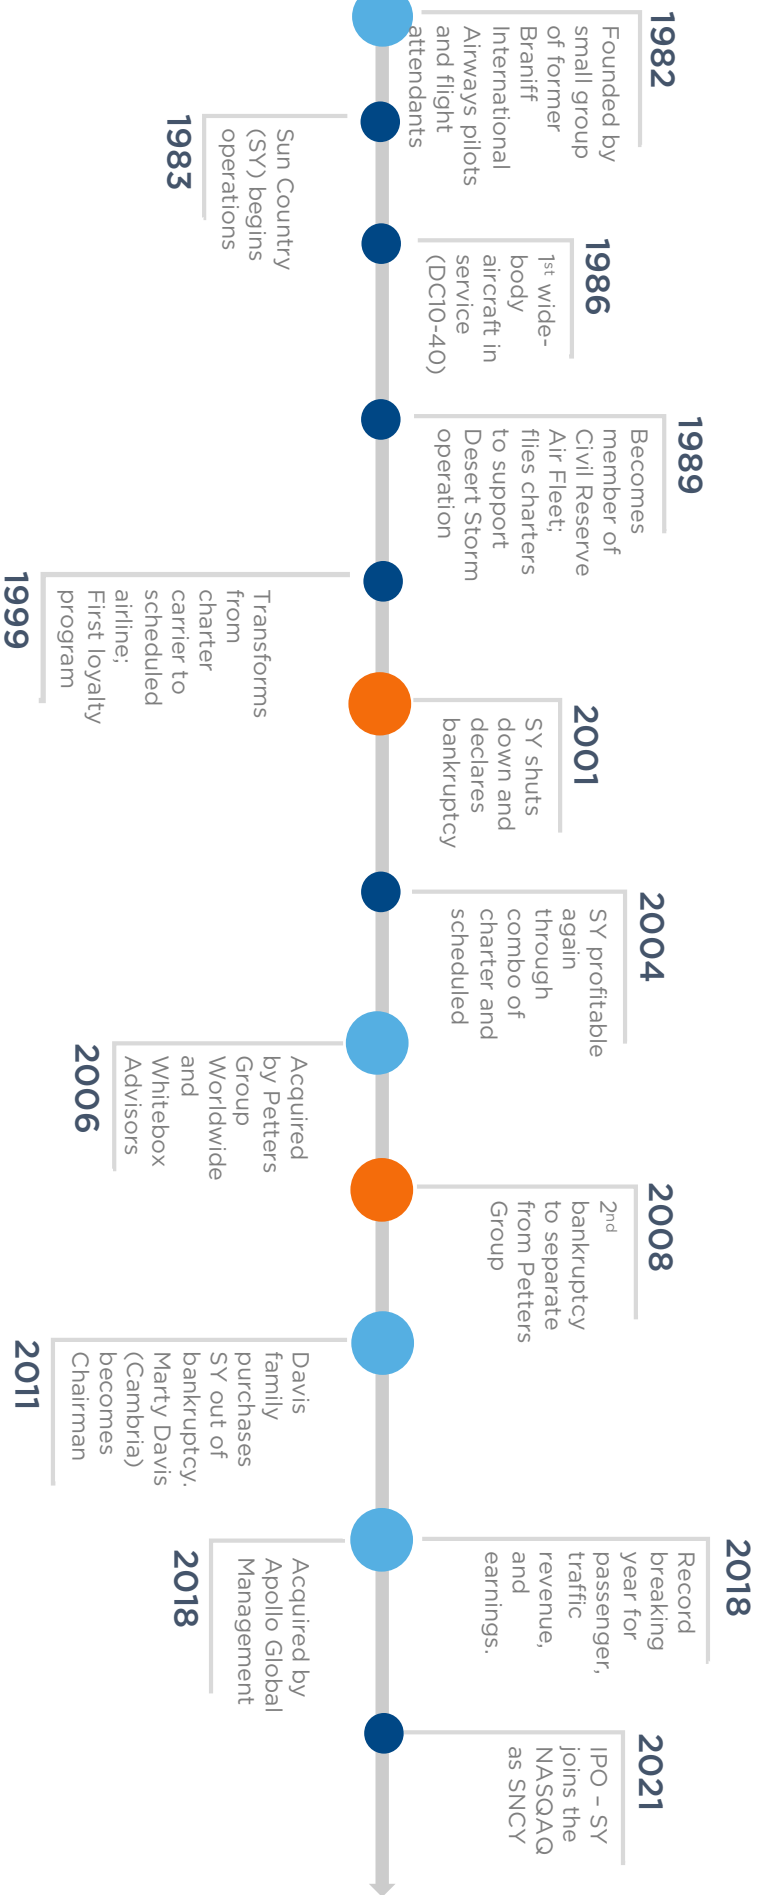 1982
Founded by
small group
of former
Braniff
International
Airways pilots
and flight
attendants
1983
Sun Country
(SY) begins
operations
1986
1st wide-
body
aircraft in
service
(DC10-40)
1989
Becomes
member of
Civil Reserve
Air Fleet;
flies charters
to support
Desert Storm
operation
1999
Transforms
from
charter
carrier to
scheduled
airline;
First loyalty
program
2001
SY shuts
down and
declares
bankruptcy
2004
SY profitable
again
through
combo of
charter and
scheduled
2006
Acquired
by Petters
Group
Worldwide
and
Whitebox
Advisors
2008
2nd
bankruptcy
to separate
from Petters
Group
2011
Davis
family
purchases
SY out of
bankruptcy.
Marty Davis
(Cambria)
becomes
Chairman
2018
Record
breaking
year for
passenger,
traffic
revenue,
and
earnings.
2018
Acquired by
Apollo Global
Management
2021
IPO – SY
joins the
NASQAQ
as SNCY